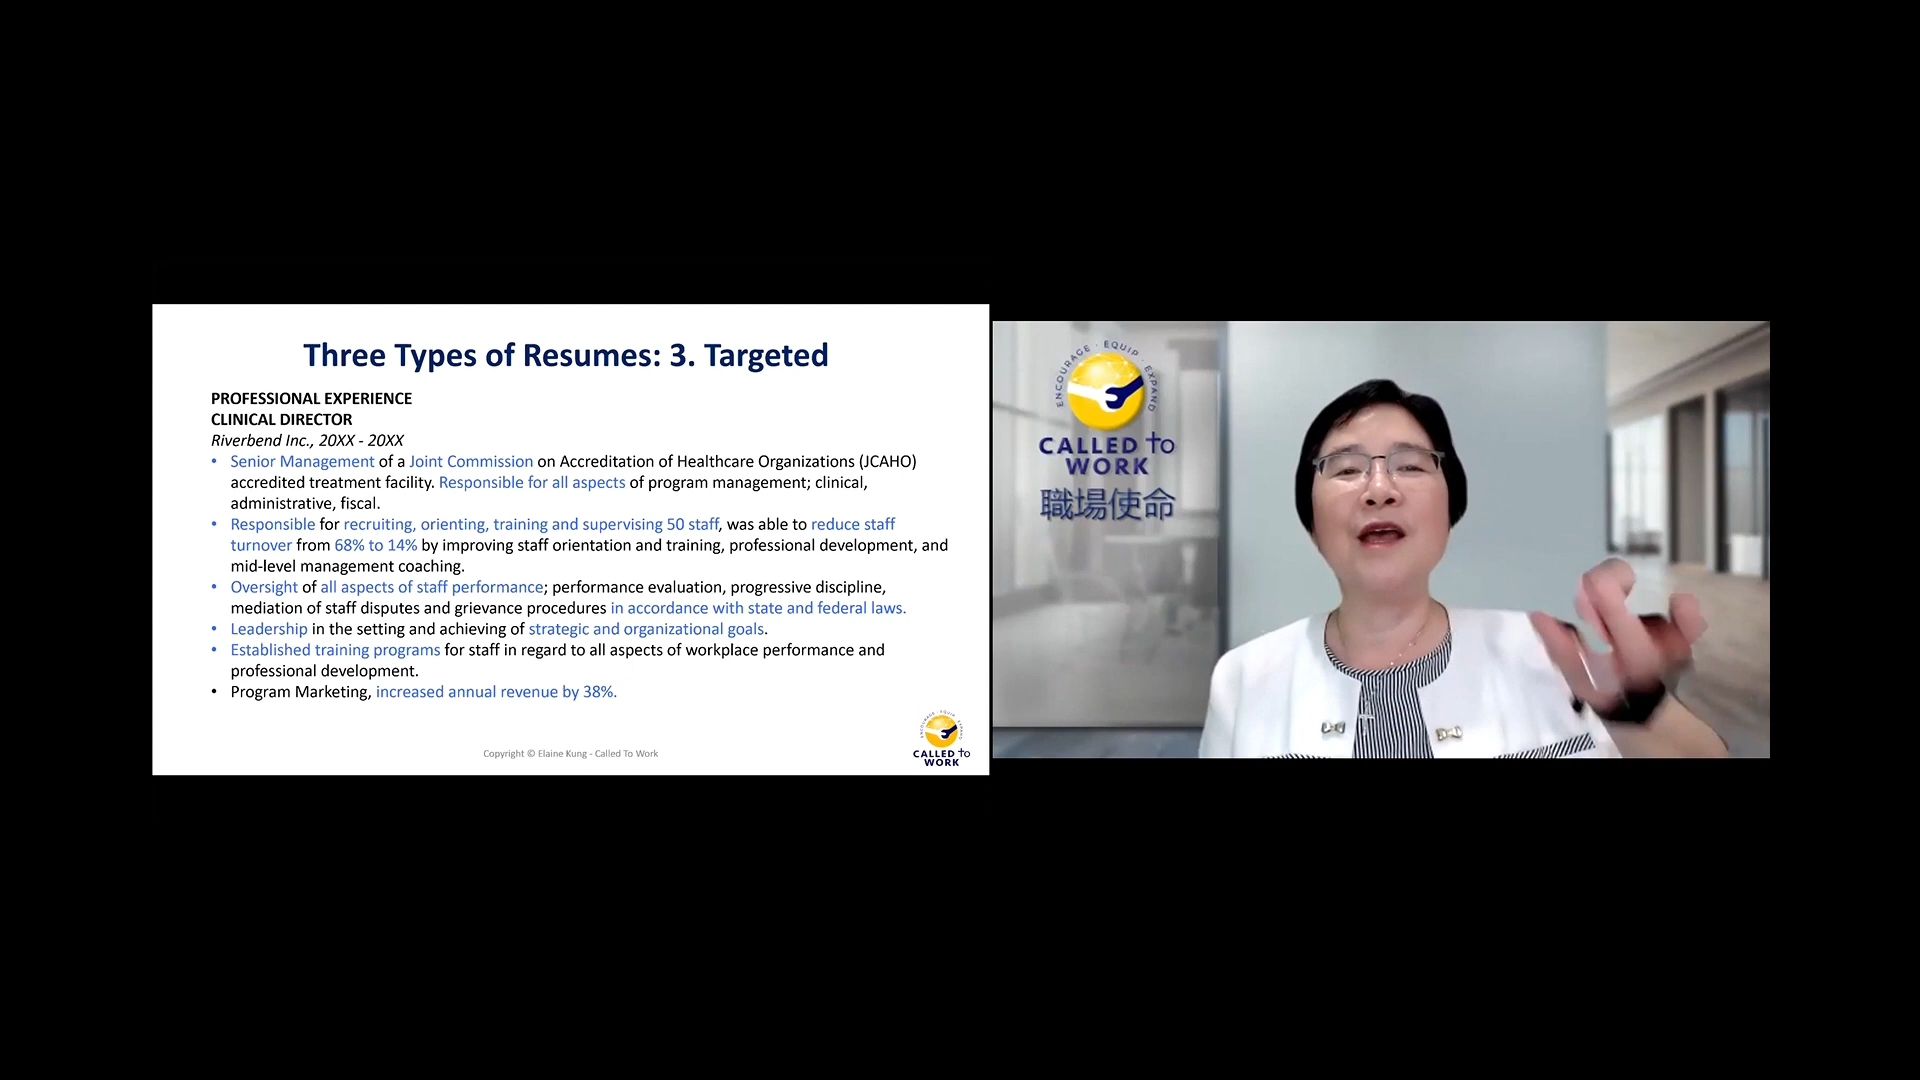 Three Types of Resumes: 3. Targeted
PROFESSIONAL EXPERIENCE
CLINICAL DIRECTOR
Riverbend Inc., 20XX - 20XX
• Senior Management of a Joint Commission on Accreditation of Healthcare Organizations (JCAHO)
accredited treatment facility. Responsible for all aspects of program management; clinical,
administrative, fiscal.
• Responsible for recruiting, orienting, training and supervising 50 staff, was able to reduce staff
turnover from 68% to 14% by improving staff orientation and training, professional development, and
mid-level management coaching.
• Oversight of all aspects of staff performance; performance evaluation, progressive discipline,
mediation of staff disputes and grievance procedures in accordance with state and federal laws.
• Leadership in the setting and achieving of strategic and organizational goals.
• Established training programs for staff in regard to all aspects of workplace performance and
professional development.
• Program Marketing, increased annual revenue by 38%.
Copyright © Elaine Kung - Called To Work
ENCOURAGE · EQUIP · EXPAND
CALLED to
WORK
ENCOURAGE · EQUIP · EXPAND
CALLED to
WORK
職場使命